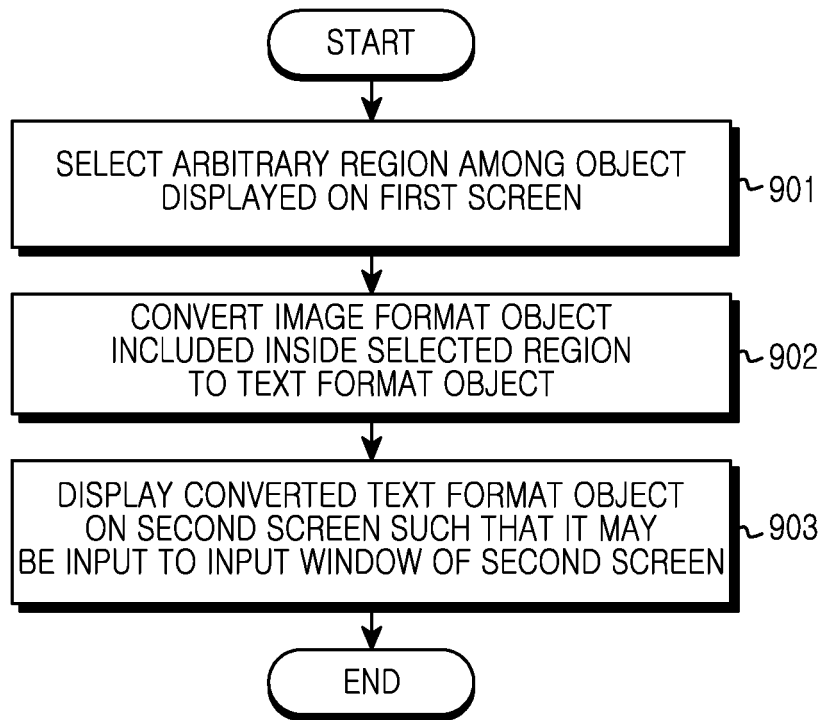 START
SELECT ARBITRARY REGION AMONG OBJECT
DISPLAYED ON FIRST SCREEN
901
CONVERT IMAGE FORMAT OBJECT
INCLUDED INSIDE SELECTED REGION
TO TEXT FORMAT OBJECT
902
DISPLAY CONVERTED TEXT FORMAT OBJECT
ON SECOND SCREEN SUCH THAT IT MAY
BE INPUT TO INPUT WINDOW OF SECOND SCREEN
903
END